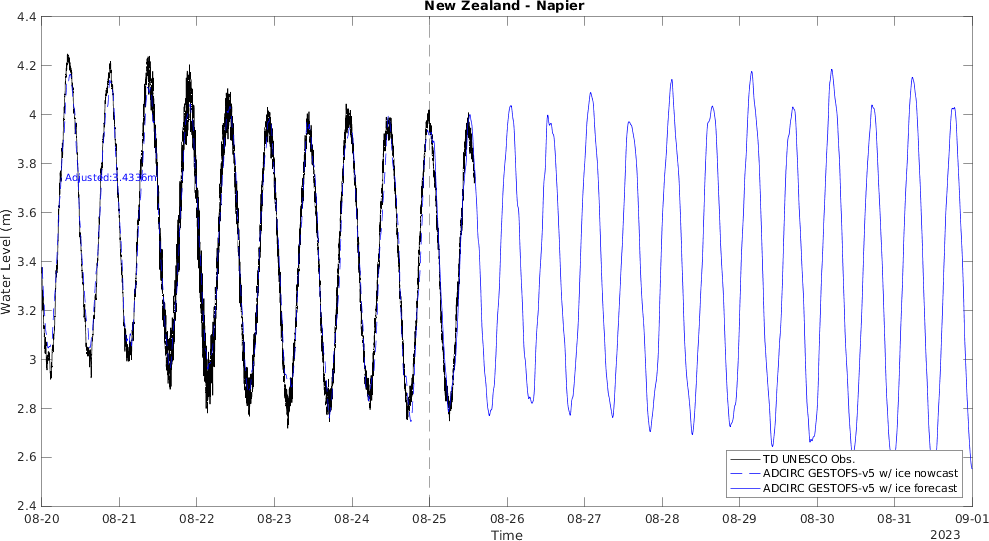 New Zealand - Napier
4.4
4.2
4
3.8
3.6
3.4
3.2
3
2.8
2.6
2.4
Water Level (m)
Adjusted:3.4336m
TD UNESCO Obs.
ADCIRC GESTOFS-v5 w/ ice nowcast
ADCIRC GESTOFS-v5 w/ ice forecast
08-20 08-21 08-22 08-23 08-24 08-25 08-26 08-27 08-28 08-29 08-30 08-31 09-01
Time
2023